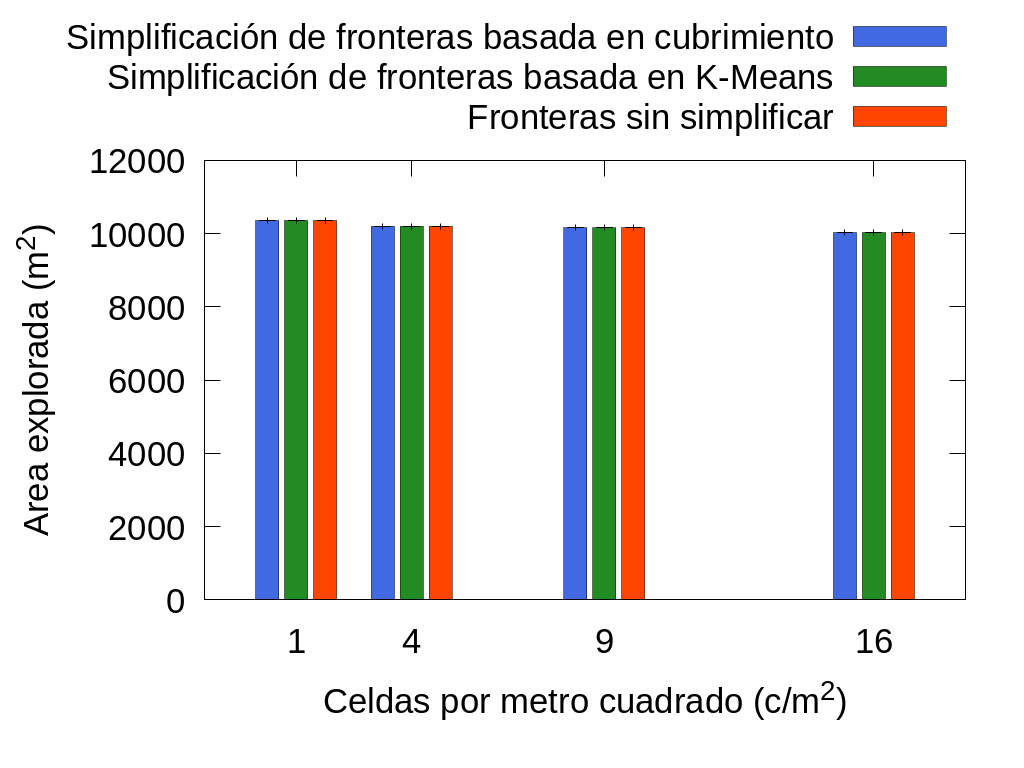 Simplificación de fronteras basada en cubrimiento
Simplificación de fronteras basada en K-Means
Fronteras sin simplificar
12000
10000
8000
6000
4000
2000
0
Area explorada (m²)
1 4 9 16
Celdas por metro cuadrado (c/m²)